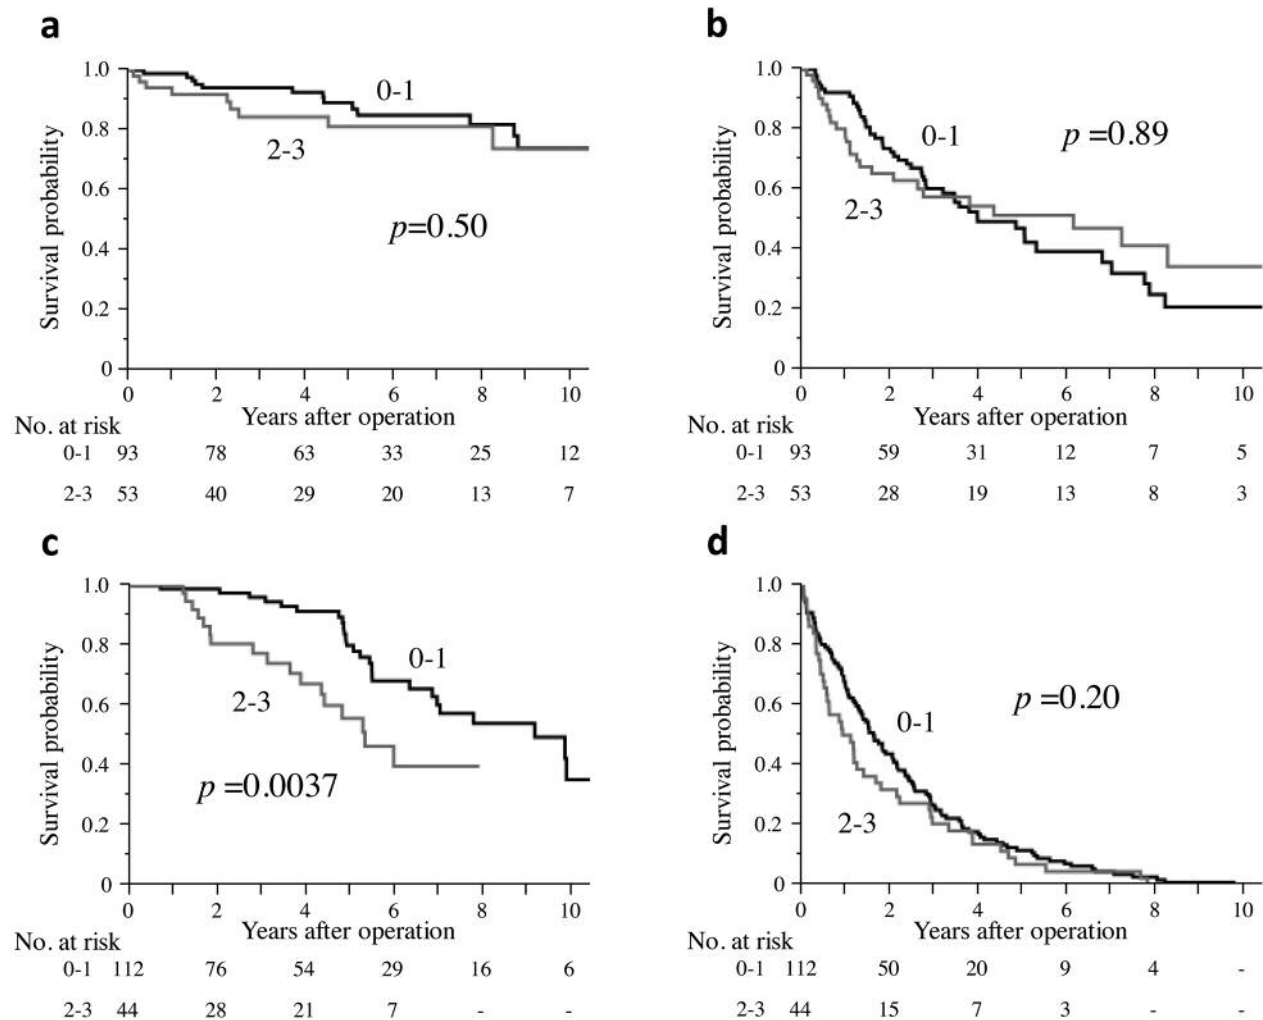 a
1.0
0.8
0.6
0.4
0.2
0
Survival probability
0-1
2-3
p=0.50
0 2 4 6 8 10
Years after operation
No. at risk
0-1 93 78 63 33 25 12
2-3 53 40 29 20 13 7
b
1.0
0.8
0.6
0.4
0.2
0
Survival probability
0-1
2-3
p =0.89
0 2 4 6 8 10
Years after operation
No. at risk
0-1 93 59 31 12 7 5
2-3 53 28 19 13 8 3
c
1.0
0.8
0.6
0.4
0.2
0
Survival probability
0-1
2-3
p =0.0037
0 2 4 6 8 10
Years after operation
No. at risk
0-1 112 76 54 29 16 6
2-3 44 28 21 7 - -
d
1.0
0.8
0.6
0.4
0.2
0
Survival probability
0-1
2-3
p =0.20
0 2 4 6 8 10
Years after operation
No. at risk
0-1 112 50 20 9 4 -
2-3 44 15 7 3 - -